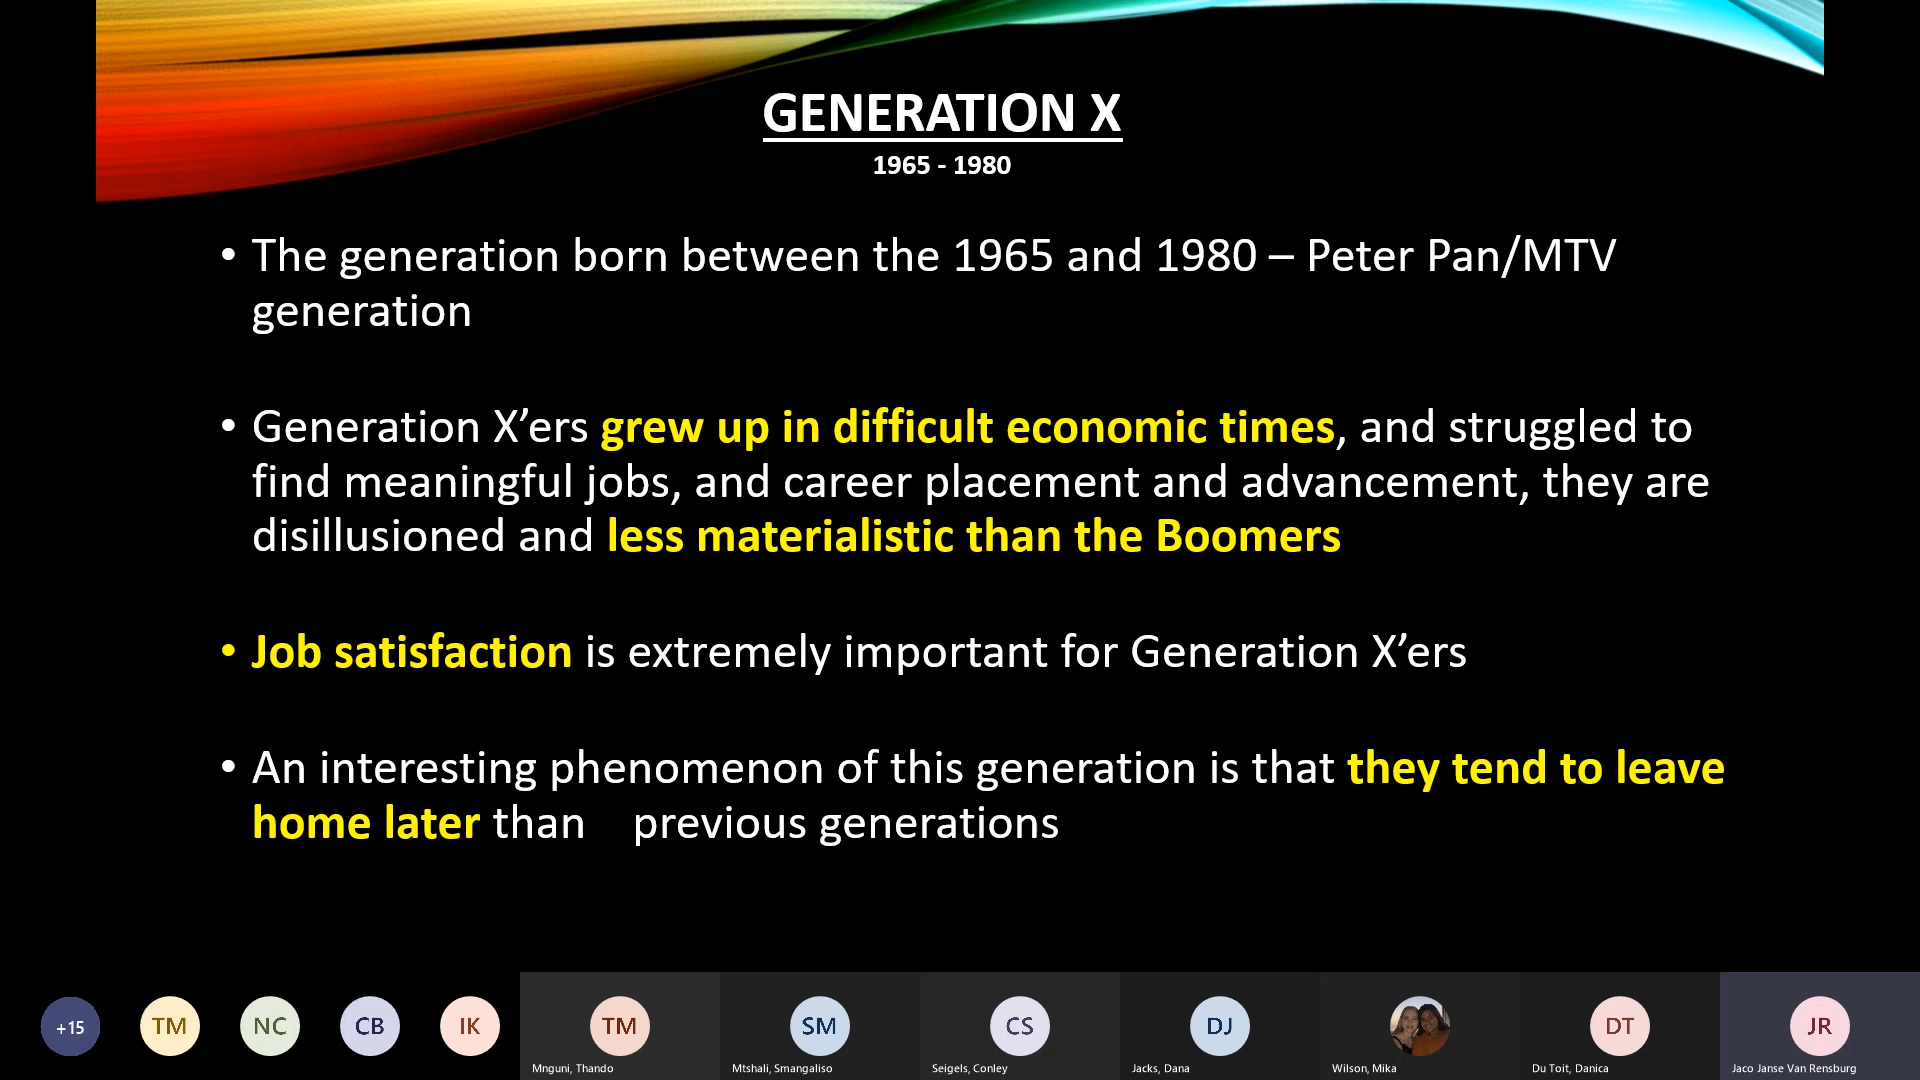 GENERATION X
1965 - 1980
• The generation born between the 1965 and 1980 – Peter Pan/MTV
generation
• Generation X’ers grew up in difficult economic times, and struggled to
find meaningful jobs, and career placement and advancement, they are
disillusioned and less materialistic than the Boomers
• Job satisfaction is extremely important for Generation X’ers
• An interesting phenomenon of this generation is that they tend to leave
home later than previous generations
+15 TM NC CB IK TM SM CS DJ DT JR
Mnguni, Thando Mtshali, Smangaliso Seigels, Conley Jacks, Dana Wilson, Mika Du Toit, Danica Jaco Janse Van Rensburg